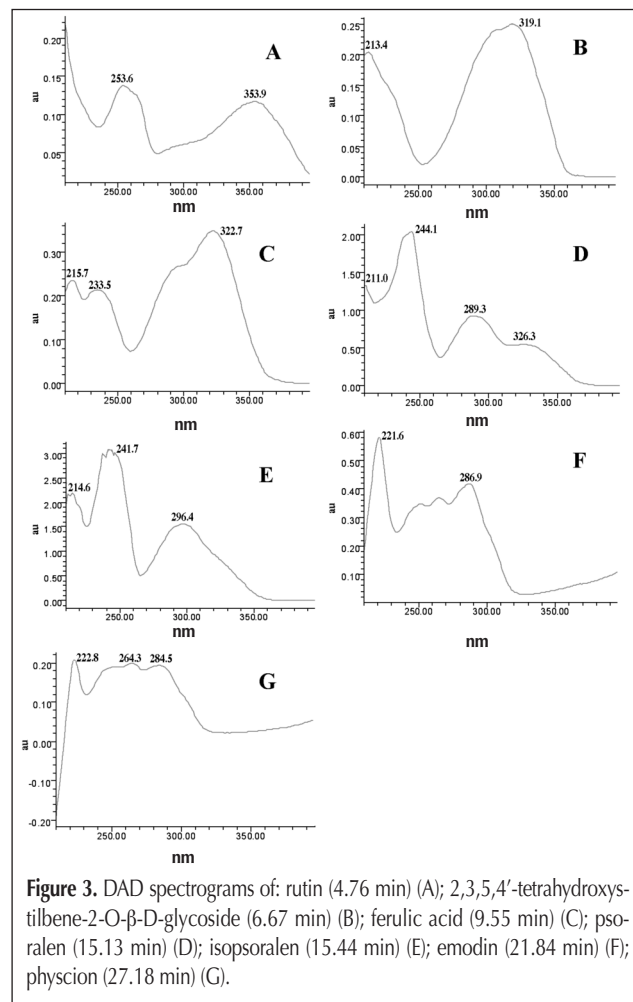 A
0.20
0.15
0.10
0.05
au
253.6
353.9
250.00 300.00 350.00
nm
B
0.25
0.20
0.15
0.10
0.05
0.00
au
213.4
319.1
250.00 300.00 350.00
nm
C
0.30
0.20
0.10
0.00
au
215.7
233.5
322.7
250.00 300.00 350.00
nm
D
2.00
1.50
1.00
0.50
0.00
au
211.0
244.1
289.3
326.3
250.00 300.00 350.00
nm
E
3.00
2.50
2.00
1.50
1.00
0.50
0.00
au
214.6
241.7
296.4
250.00 300.00 350.00
nm
F
0.60
0.50
0.40
0.30
0.20
0.10
au
221.6
286.9
250.00 300.00 350.00
nm
G
0.20
0.10
0.00
-0.10
-0.20
au
222.8
264.3
284.5
250.00 300.00 350.00
nm
Figure 3. DAD spectrograms of: rutin (4.76 min) (A); 2,3,5,4′-tetrahydroxys-
tilbene-2-O-β-D-glycoside (6.67 min) (B); ferulic acid (9.55 min) (C); pso-
ralen (15.13 min) (D); isopsoralen (15.44 min) (E); emodin (21.84 min) (F);
physcion (27.18 min) (G).